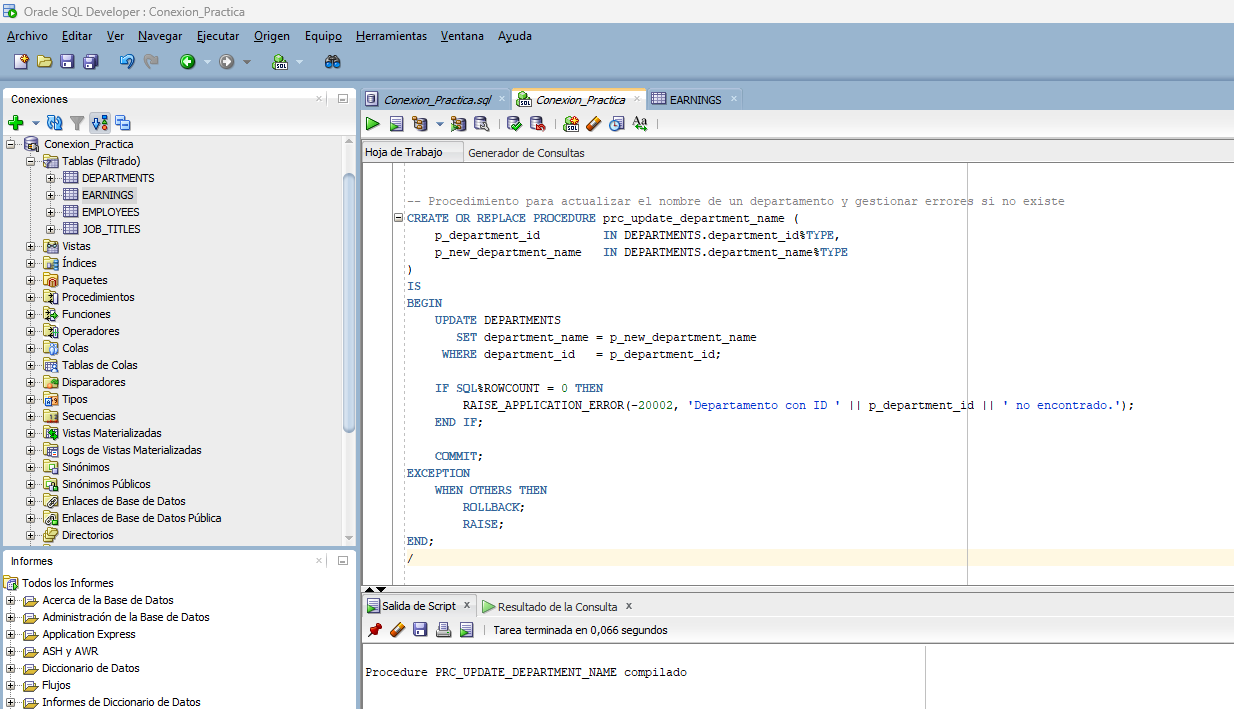 Oracle SQL Developer : Conexion_Practica
Archivo Editar Ver Navegar Ejecutar Origen Equipo Herramientas Ventana Ayuda
Conexiones
Conexion_Practica
Tablas (Filtrado)
DEPARTMENTS
EARNINGS
EMPLOYEES
JOB_TITLES
Vistas
Índices
Paquetes
Procedimientos
Funciones
Operadores
Colas
Tablas de Colas
Disparadores
Tipos
Secuencias
Vistas Materializadas
Logs de Vistas Materializadas
Sinónimos
Sinónimos Públicos
Enlaces de Base de Datos
Enlaces de Base de Datos Pública
Directorios
Informes
Todos los Informes
Acerca de la Base de Datos
Administración de la Base de Datos
Application Express
ASH y AWR
Diccionario de Datos
Flujos
Informes de Diccionario de Datos
Conexion_Practica.sql Conexion_Practica EARNINGS
Hoja de Trabajo Generador de Consultas
-- Procedimiento para actualizar el nombre de un departamento y gestionar errores si no existe
CREATE OR REPLACE PROCEDURE prc_update_department_name (
    p_department_id         IN DEPARTMENTS.department_id%TYPE,
    p_new_department_name   IN DEPARTMENTS.department_name%TYPE
)
IS
BEGIN
    UPDATE DEPARTMENTS
       SET department_name = p_new_department_name
     WHERE department_id   = p_department_id;
    IF SQL%ROWCOUNT = 0 THEN
        RAISE_APPLICATION_ERROR(-20002, 'Departamento con ID ' || p_department_id || ' no encontrado.');
    END IF;
    COMMIT;
EXCEPTION
    WHEN OTHERS THEN
        ROLLBACK;
        RAISE;
END;
/
Salida de Script Resultado de la Consulta
Tarea terminada en 0,066 segundos
Procedure PRC_UPDATE_DEPARTMENT_NAME compilado